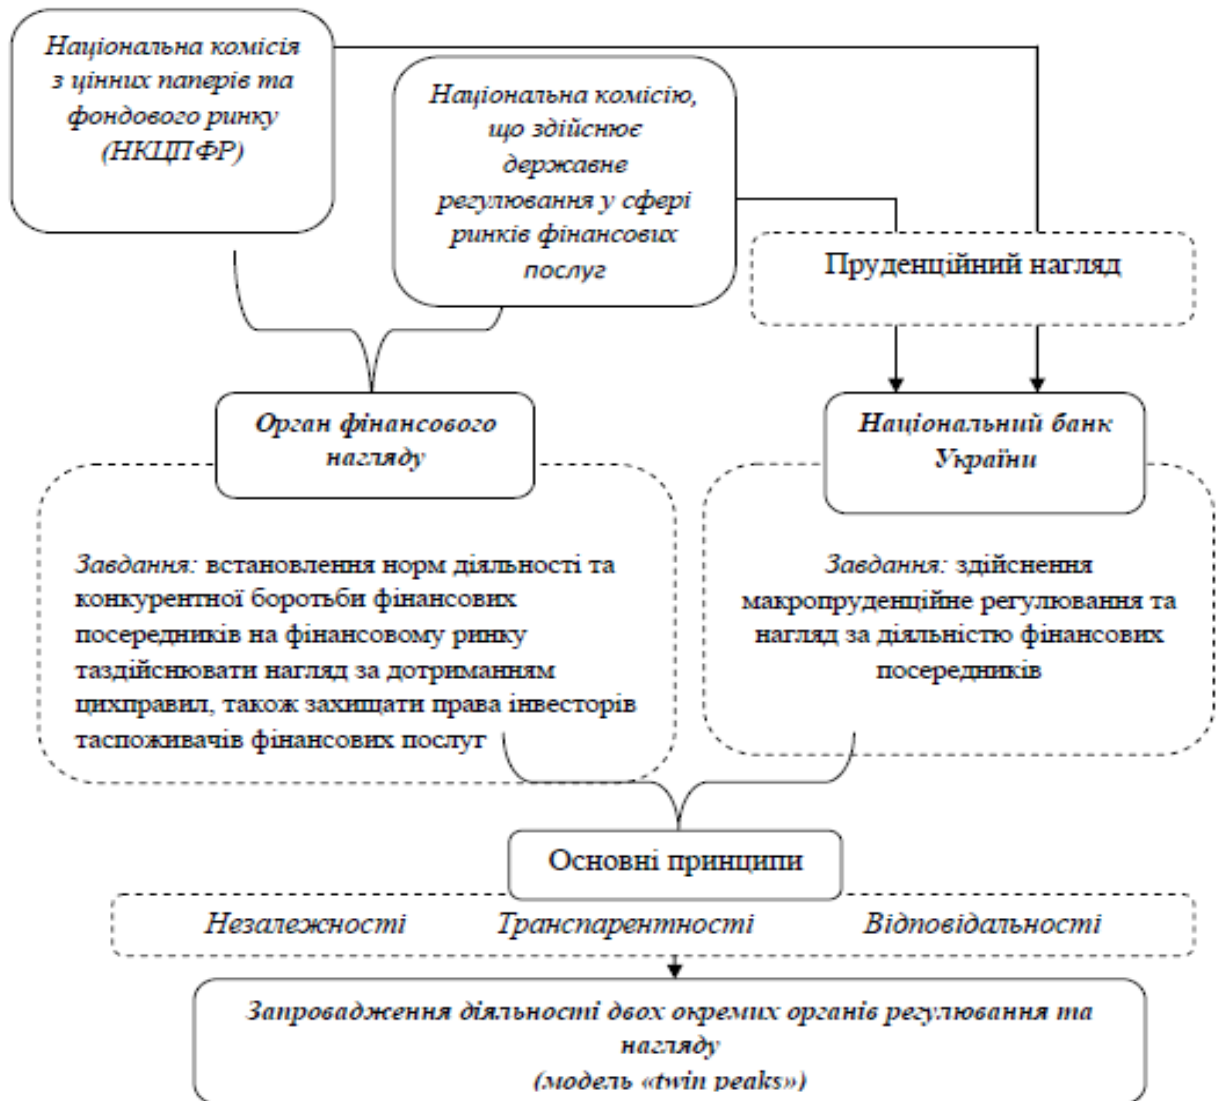 Національна комісія
з цінних паперів та
фондового ринку
(НКЦПФР)
Національна комісію,
що здійснює
державне
регулювання у сфері
ринків фінансових
послуг
Пруденційний нагляд
Орган фінансового
нагляду
Національний банк
України
Завдання: встановлення норм діяльності та
конкурентної боротьби фінансових
посередників на фінансовому ринку
таздійснювати нагляд за дотриманням
цихправил, також захищати права інвесторів
таспоживачів фінансових послуг
Завдання: здійснення
макропруденційне регулювання та
нагляд за діяльністю фінансових
посередників
Основні принципи
Незалежності Транспарентності Відповідальності
Запровадження діяльності двох окремих органів регулювання та
нагляду
(модель «twin peaks»)